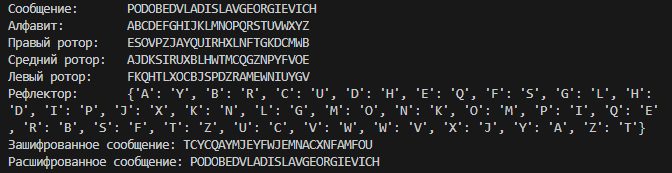 Сообщение: PODOBEDVLADISLAVGEORGIEVICH
Алфавит: ABCDEFGHIJKLMNOPQRSTUVWXYZ
Правый ротор: ESOVPZJAYQUIRHXLNFTGKDCMWB
Средний ротор: AJDKSIRUXBLHWTMCQGZNPYFVOE
Левый ротор: FKQHTLXOCBJSPDZRAMEWNIUYGV
Рефлектор: {'A': 'Y', 'B': 'R', 'C': 'U', 'D': 'H', 'E': 'Q', 'F': 'S', 'G': 'L', 'H':
'D', 'I': 'P', 'J': 'X', 'K': 'N', 'L': 'G', 'M': 'O', 'N': 'K', 'O': 'M', 'P': 'I', 'Q': 'E'
, 'R': 'B', 'S': 'F', 'T': 'Z', 'U': 'C', 'V': 'W', 'W': 'V', 'X': 'J', 'Y': 'A', 'Z': 'T'}
Зашифрованное сообщение: TCYCQAYMJEYFWJEMNACXNFAMFOU
Расшифрованное сообщение: PODOBEDVLADISLAVGEORGIEVICH